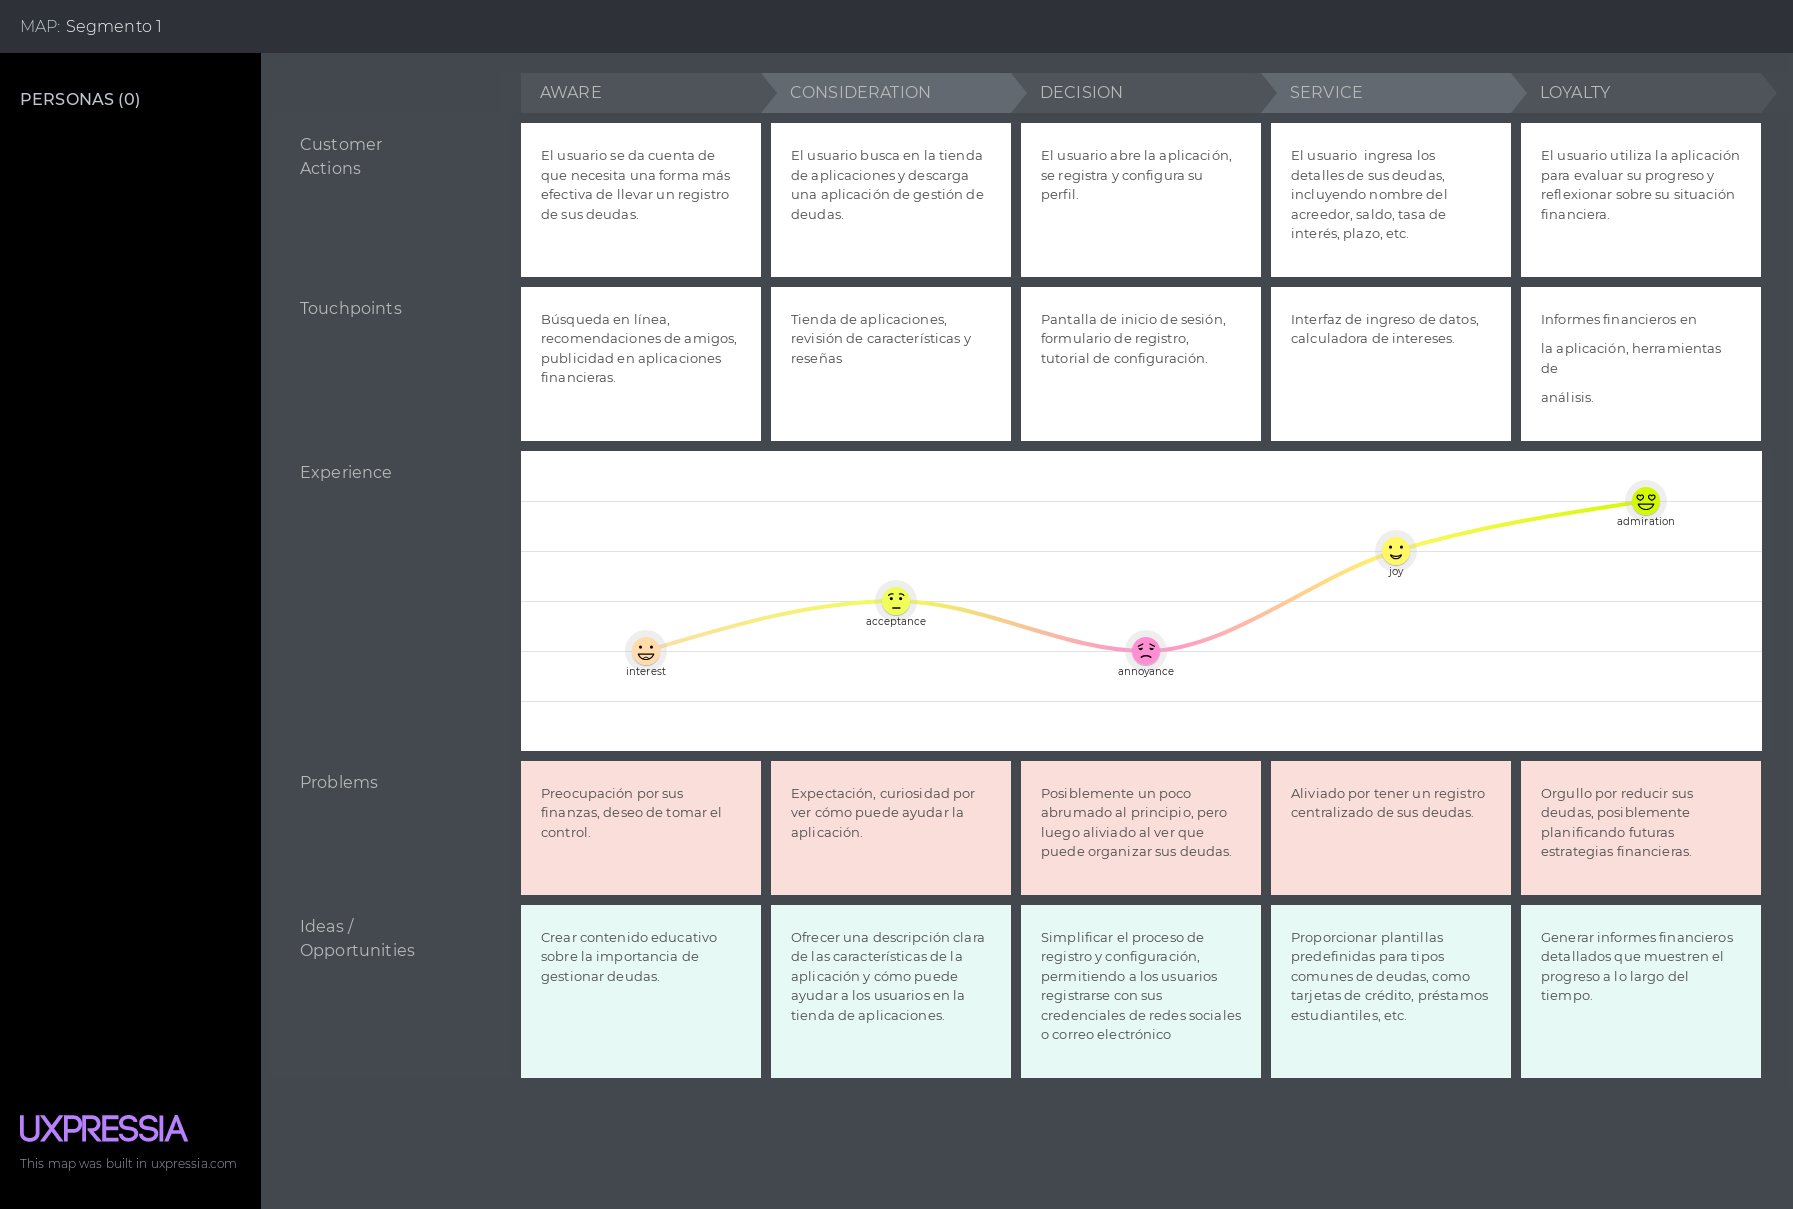 MAP: Segmento 1
PERSONAS (0)
AWARE
CONSIDERATION
DECISION
SERVICE
LOYALTY
Customer
Actions
El usuario se da cuenta de
que necesita una forma más
efectiva de llevar un registro
de sus deudas.
El usuario busca en la tienda
de aplicaciones y descarga
una aplicación de gestión de
deudas.
El usuario abre la aplicación,
se registra y configura su
perfil.
El usuario  ingresa los
detalles de sus deudas,
incluyendo nombre del
acreedor, saldo, tasa de
interés, plazo, etc.
El usuario utiliza la aplicación
para evaluar su progreso y
reflexionar sobre su situación
financiera.
Touchpoints
Búsqueda en línea,
recomendaciones de amigos,
publicidad en aplicaciones
financieras.
Tienda de aplicaciones,
revisión de características y
reseñas
Pantalla de inicio de sesión,
formulario de registro,
tutorial de configuración.
Interfaz de ingreso de datos,
calculadora de intereses.
Informes financieros en
la aplicación, herramientas
de
análisis.
Experience
interest
acceptance
annoyance
joy
admiration
Problems
Preocupación por sus
finanzas, deseo de tomar el
control.
Expectación, curiosidad por
ver cómo puede ayudar la
aplicación.
Posiblemente un poco
abrumado al principio, pero
luego aliviado al ver que
puede organizar sus deudas.
Aliviado por tener un registro
centralizado de sus deudas.
Orgullo por reducir sus
deudas, posiblemente
planificando futuras
estrategias financieras.
Ideas /
Opportunities
Crear contenido educativo
sobre la importancia de
gestionar deudas.
Ofrecer una descripción clara
de las características de la
aplicación y cómo puede
ayudar a los usuarios en la
tienda de aplicaciones.
Simplificar el proceso de
registro y configuración,
permitiendo a los usuarios
registrarse con sus
credenciales de redes sociales
o correo electrónico
Proporcionar plantillas
predefinidas para tipos
comunes de deudas, como
tarjetas de crédito, préstamos
estudiantiles, etc.
Generar informes financieros
detallados que muestren el
progreso a lo largo del
tiempo.
UXPRESSIA
This map was built in uxpressia.com